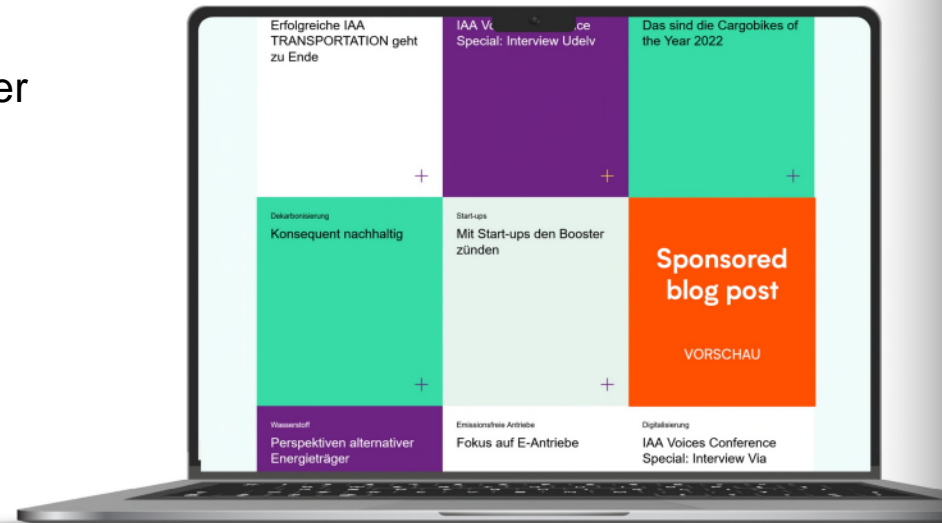 er
Erfolgreiche IAA
TRANSPORTATION geht
zu Ende
Special: Interview Udelv
Das sind die Cargobikes of
the Year 2022
Dekarbonisierung
Konsequent nachhaltig
Start-ups
Mit Start-ups den Booster
zünden
Sponsored
blog post
VORSCHAU
Wasserstoff
Perspektiven alternativer
Energieträger
Emissionsfreie Antriebe
Fokus auf E-Antriebe
Digitalisierung
IAA Voices Conference
Special: Interview Via